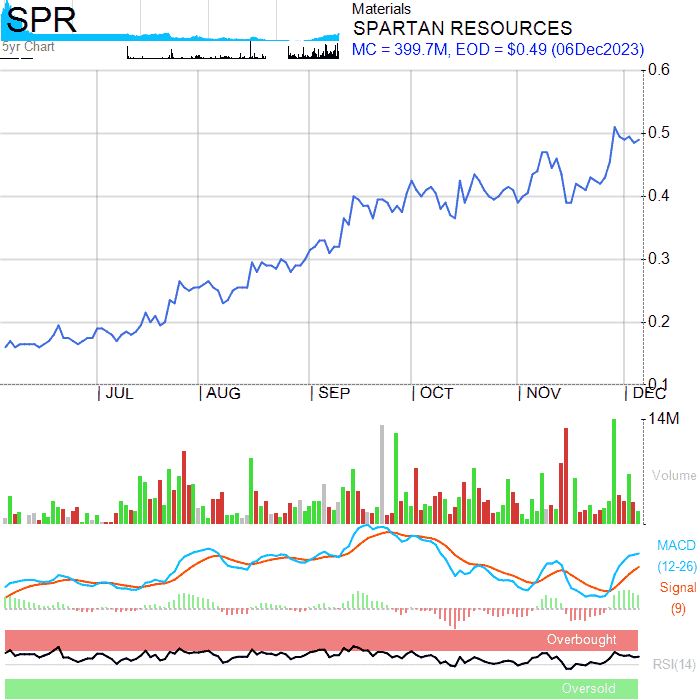 SPR
5yr Chart
Materials
SPARTAN RESOURCES
MC = 399.7M, EOD = $0.49 (06Dec2023)
0.6
0.5
0.4
0.3
0.2
0.1
JUL AUG SEP OCT NOV DEC
14M
Volume
MACD
(12-26)
Signal
(9)
Overbought
RSI(14)
Oversold